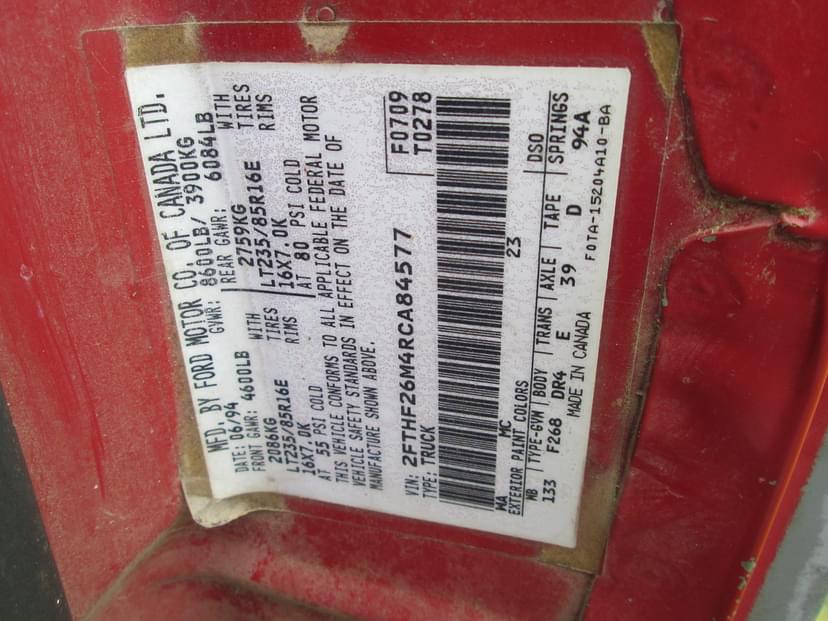 MFD. BY FORD MOTOR CO. OF CANADA LTD.
DATE: 06/94 GVWR: 8600LB/ 3900KG
FRONT GAWR: 4600LB REAR GAWR: 6084LB
2086KG WITH 2759KG WITH
LT235/85R16E TIRES LT235/85R16E TIRES
16X7.0K RIMS 16X7.0K RIMS
AT 55 PSI COLD AT 80 PSI COLD
THIS VEHICLE CONFORMS TO ALL APPLICABLE FEDERAL MOTOR
VEHICLE SAFETY STANDARDS IN EFFECT ON THE DATE OF
MANUFACTURE SHOWN ABOVE.
F0709
T0278
VIN: 2FTHF26M4RCA84577
TYPE: TRUCK
WA MC 23
EXTERIOR PAINT COLORS DSO
WB TYPE-GVW BODY TRANS AXLE TAPE SPRINGS
133 F268 DR4 E 39 D 94A
MADE IN CANADA F0TA-15204A10-BA